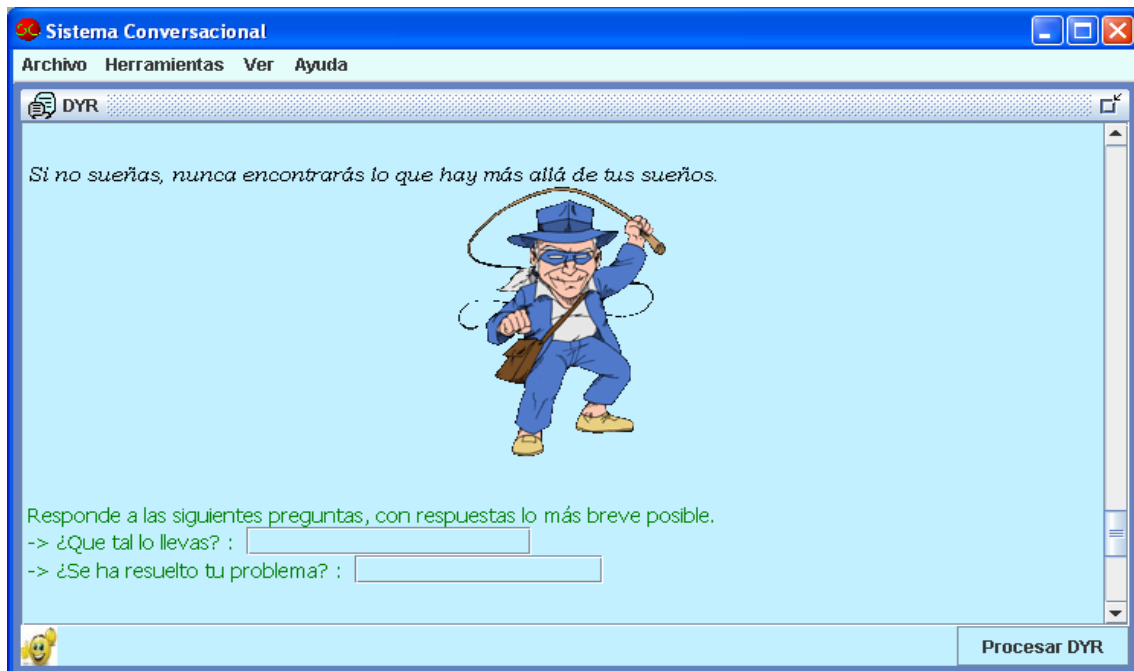 SC Sistema Conversacional
Archivo Herramientas Ver Ayuda
DYR
Si no sueñas, nunca encontrarás lo que hay más allá de tus sueños.
Responde a las siguientes preguntas, con respuestas lo más breve posible.
-> ¿Que tal lo llevas? :
-> ¿Se ha resuelto tu problema? :
Procesar DYR